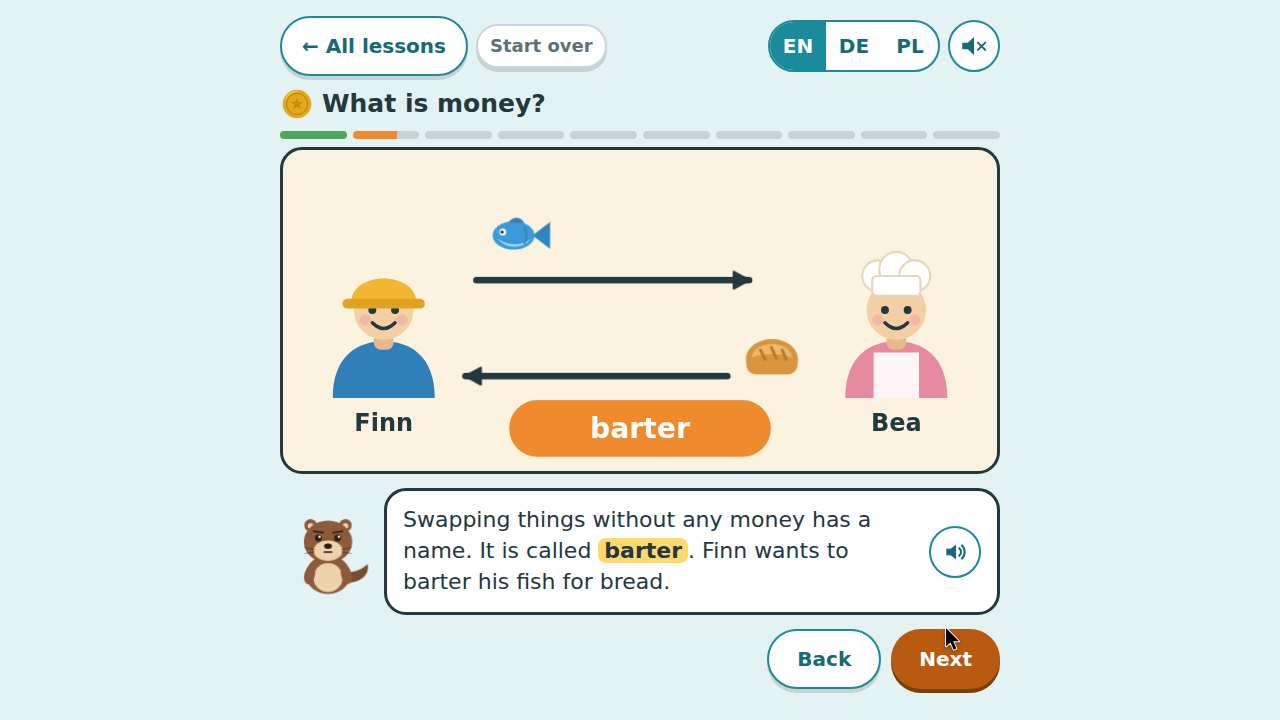 ← All lessons
Start over
EN DE PL
What is money?
Finn
Bea
barter
Swapping things without any money has a
name. It is called barter. Finn wants to
barter his fish for bread.
Back
Next